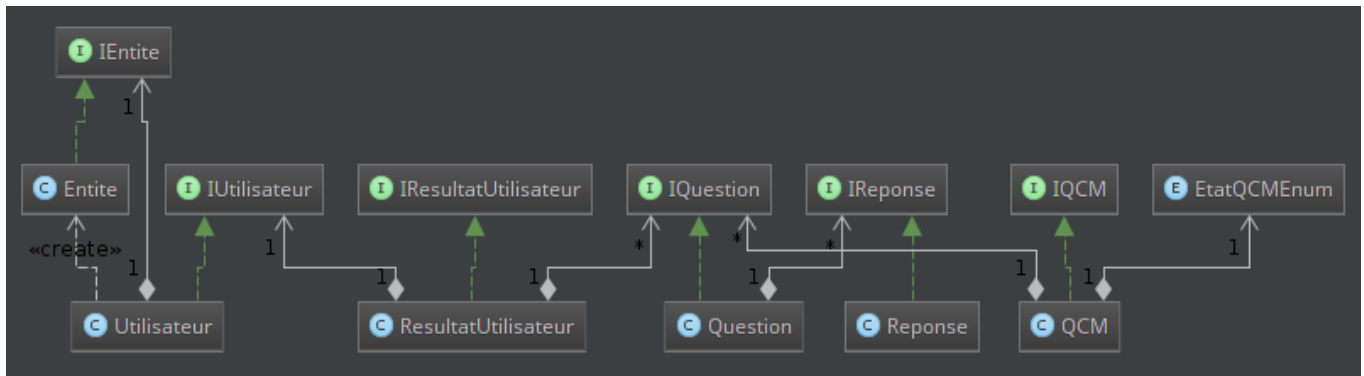 I IEntite
1
C Entite
I IUtilisateur
I IResultatUtilisateur
I IQuestion
I IReponse
I IQCM
E EtatQCMEnum
«create»
1
1
1
*
1
1
*
*
1
1
1
C Utilisateur
C ResultatUtilisateur
C Question
C Reponse
C QCM